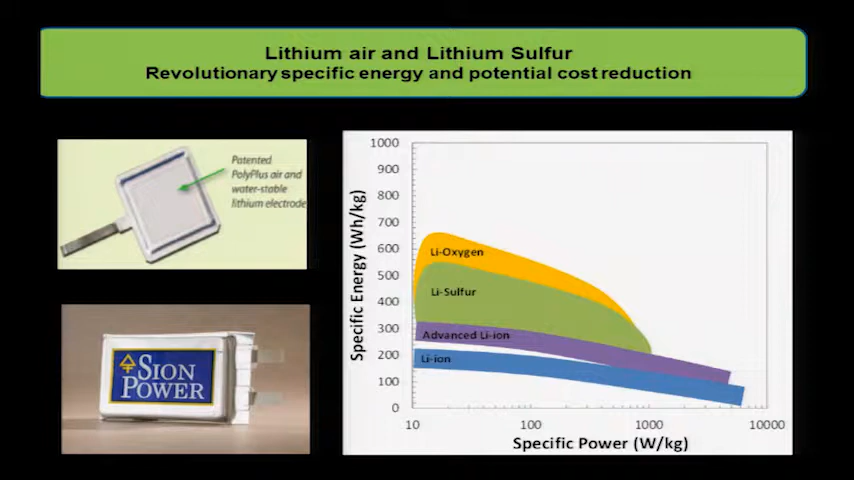 Lithium air and Lithium Sulfur
Revolutionary specific energy and potential cost reduction
Patented
PolyPlus air and
water-stable
lithium electrode
SION
POWER
Specific Energy (Wh/kg)
1000
900
800
700
600
500
400
300
200
100
0
Li-Oxygen
Li-Sulfur
Advanced Li-ion
Li-ion
10
100
1000
10000
Specific Power (W/kg)